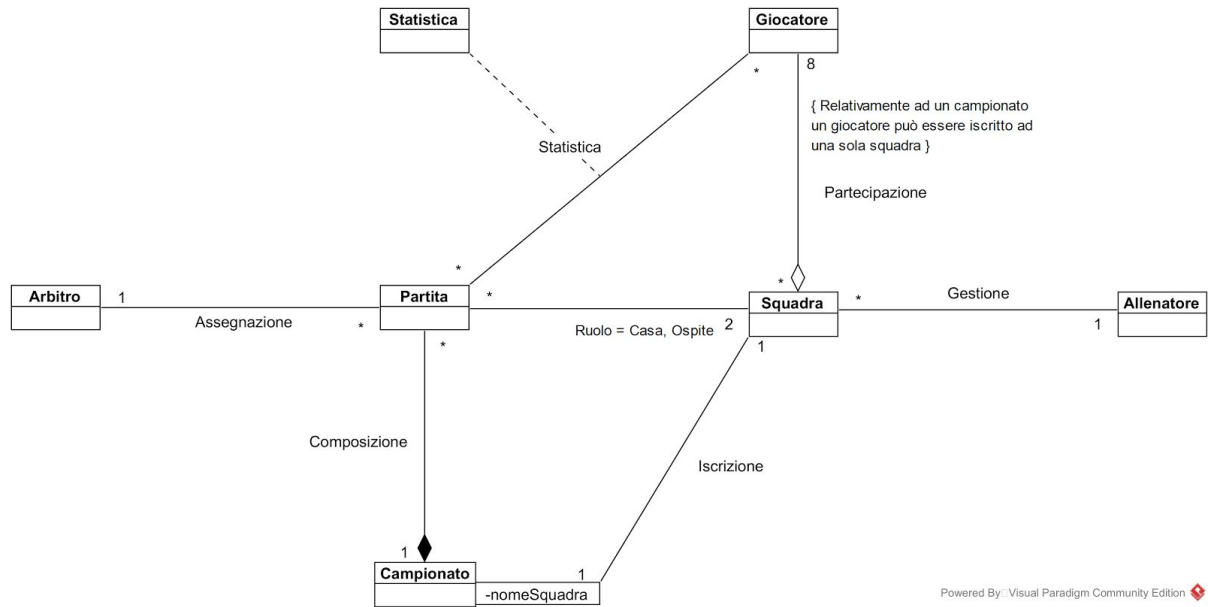 Statistica
Giocatore
*
8
{ Relativamente ad un campionato
un giocatore può essere iscritto ad
una sola squadra }
Statistica
Partecipazione
*
*
Arbitro
1
Assegnazione
*
Partita
*
*
Ruolo = Casa, Ospite
2
Squadra
1
*
Gestione
1
Allenatore
Composizione
Iscrizione
1
Campionato
1
-nomeSquadra
Powered By Visual Paradigm Community Edition